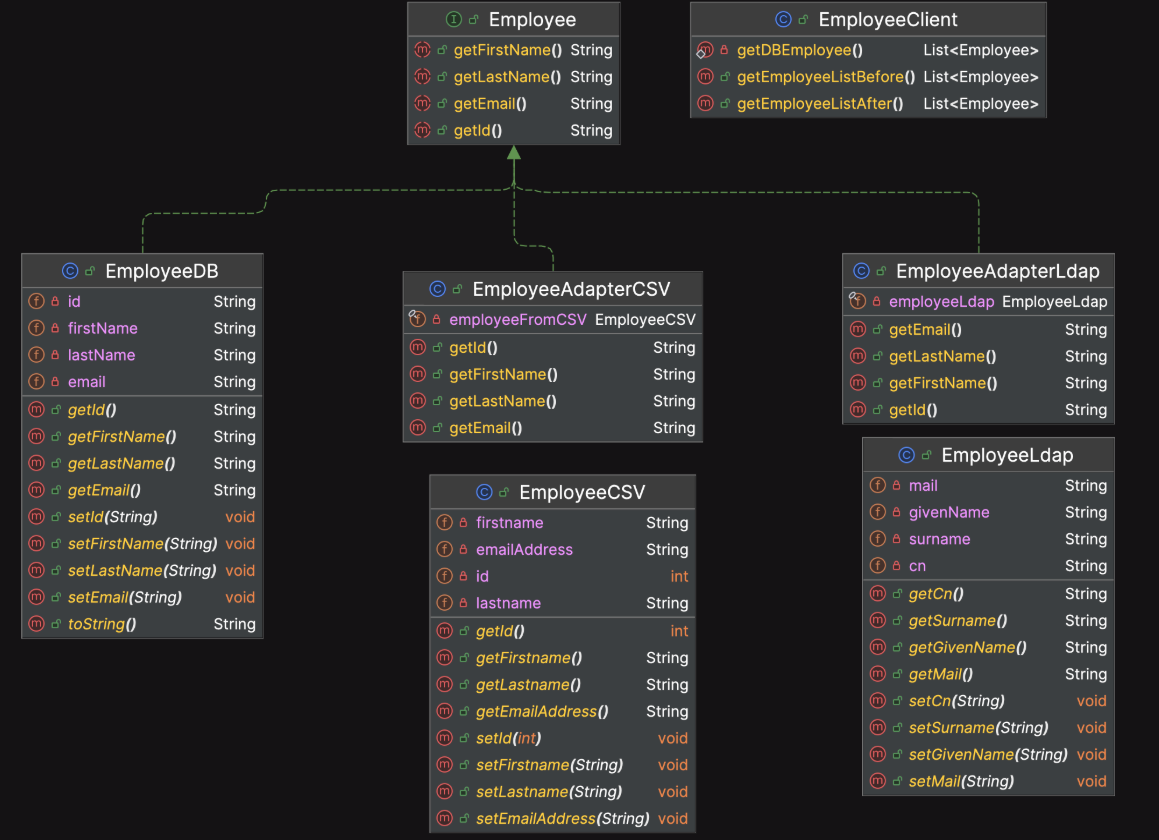 Employee
getFirstName() String
getLastName() String
getEmail() String
getId() String
EmployeeClient
getDBEmployee() List<Employee>
getEmployeeListBefore() List<Employee>
getEmployeeListAfter() List<Employee>
EmployeeDB
id String
firstName String
lastName String
email String
getId() String
getFirstName() String
getLastName() String
getEmail() String
setId(String) void
setFirstName(String) void
setLastName(String) void
setEmail(String) void
toString() String
EmployeeAdapterCSV
employeeFromCSV EmployeeCSV
getId() String
getFirstName() String
getLastName() String
getEmail() String
EmployeeCSV
firstname String
emailAddress String
id int
lastname String
getId() int
getFirstname() String
getLastname() String
getEmailAddress() String
setId(int) void
setFirstname(String) void
setLastname(String) void
setEmailAddress(String) void
EmployeeAdapterLdap
employeeLdap EmployeeLdap
getEmail() String
getLastName() String
getFirstName() String
getId() String
EmployeeLdap
mail String
givenName String
surname String
cn String
getCn() String
getSurname() String
getGivenName() String
getMail() String
setCn(String) void
setSurname(String) void
setGivenName(String) void
setMail(String) void